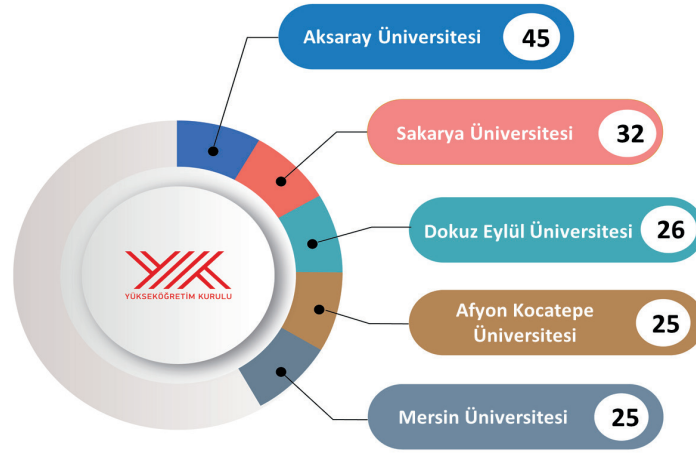 Aksaray Üniversitesi 45
Sakarya Üniversitesi 32
Dokuz Eylül Üniversitesi 26
YÜKSEKÖĞRETİM KURULU
Afyon Kocatepe
Üniversitesi 25
Mersin Üniversitesi 25